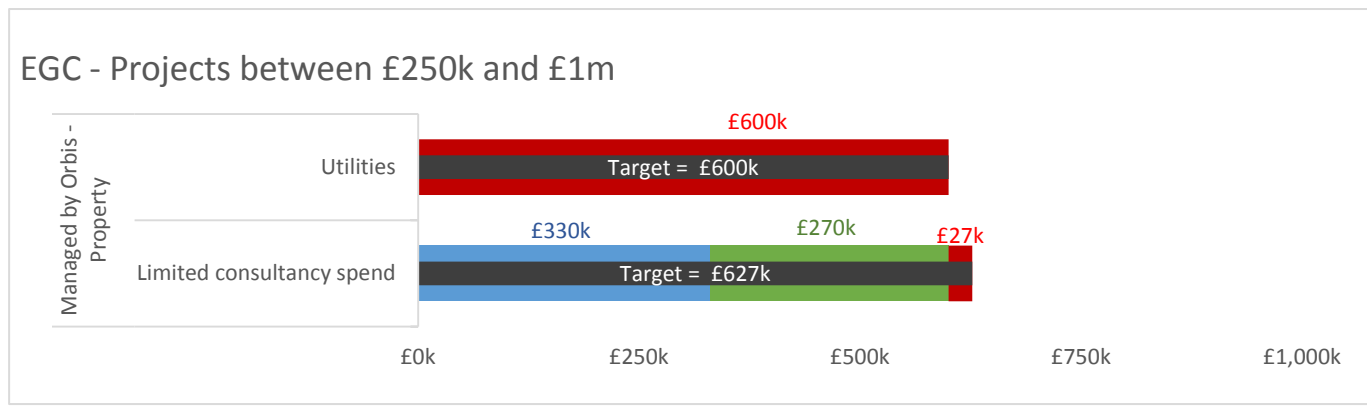 EGC - Projects between £250k and £1m
Managed by Orbis -
Property
Utilities
£600k
Target = £600k
Limited consultancy spend
£330k
£270k
£27k
Target = £627k
£0k
£250k
£500k
£750k
£1,000k